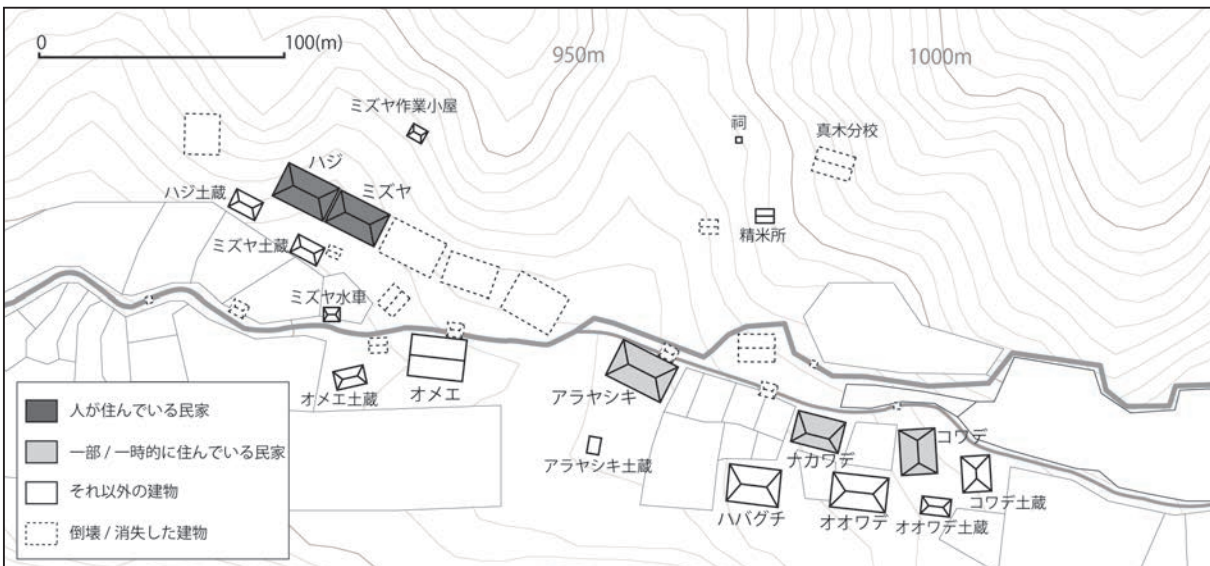 0
100(m)
950m
1000m
ミズヤ作業小屋
祠
真木分校
ハジ
ミズヤ
ハジ土蔵
精米所
ミズヤ土蔵
ミズヤ水車
オメエ土蔵
オメエ
アラヤシキ
アラヤシキ土蔵
ナカワデ
コワデ
ハバグチ
オオワデ
オオワデ土蔵
コワデ土蔵
人が住んでいる民家
一部 / 一時的に住んでいる民家
それ以外の建物
倒壊 / 消失した建物